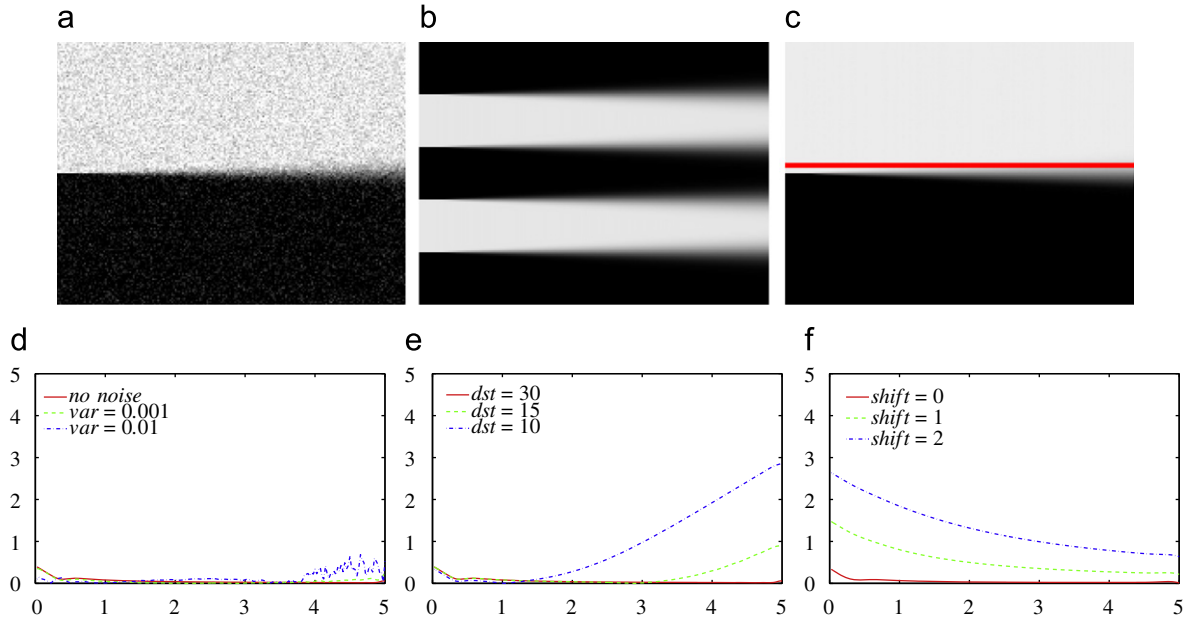 a
b
c
d
e
f
5
4
3
2
1
0
no noise
var = 0.001
var = 0.01
0 1 2 3 4 5
5
4
3
2
1
0
dst = 30
dst = 15
dst = 10
0 1 2 3 4 5
5
4
3
2
1
0
shift = 0
shift = 1
shift = 2
0 1 2 3 4 5